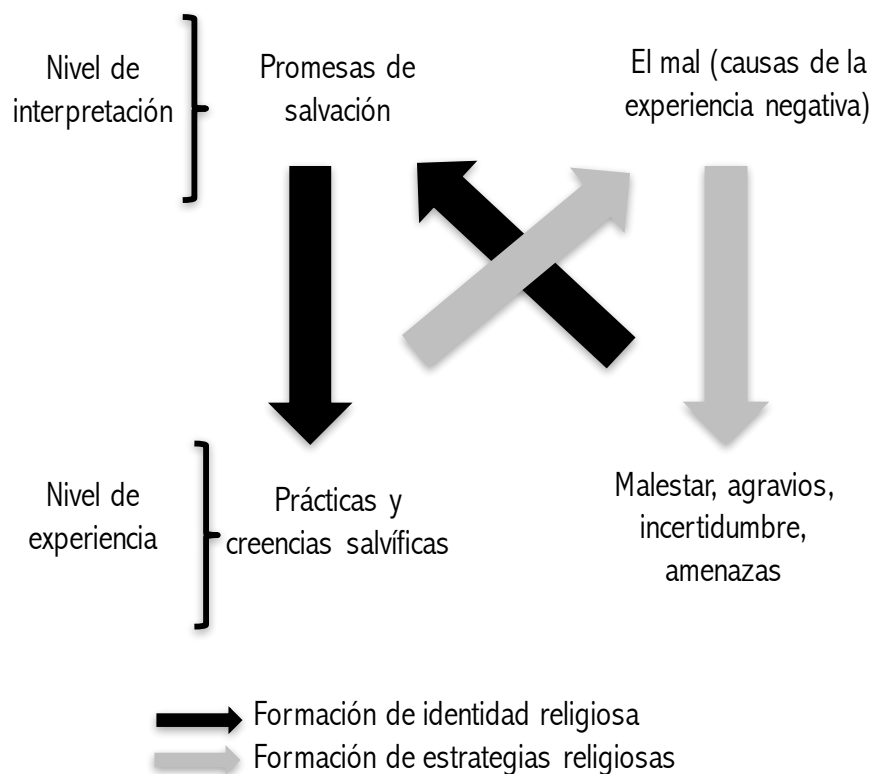 Nivel de
interpretación
Promesas de
salvación
El mal (causas de la
experiencia negativa)
Nivel de
experiencia
Prácticas y
creencias salvíficas
Malestar, agravios,
incertidumbre,
amenazas
Formación de identidad religiosa
Formación de estrategias religiosas